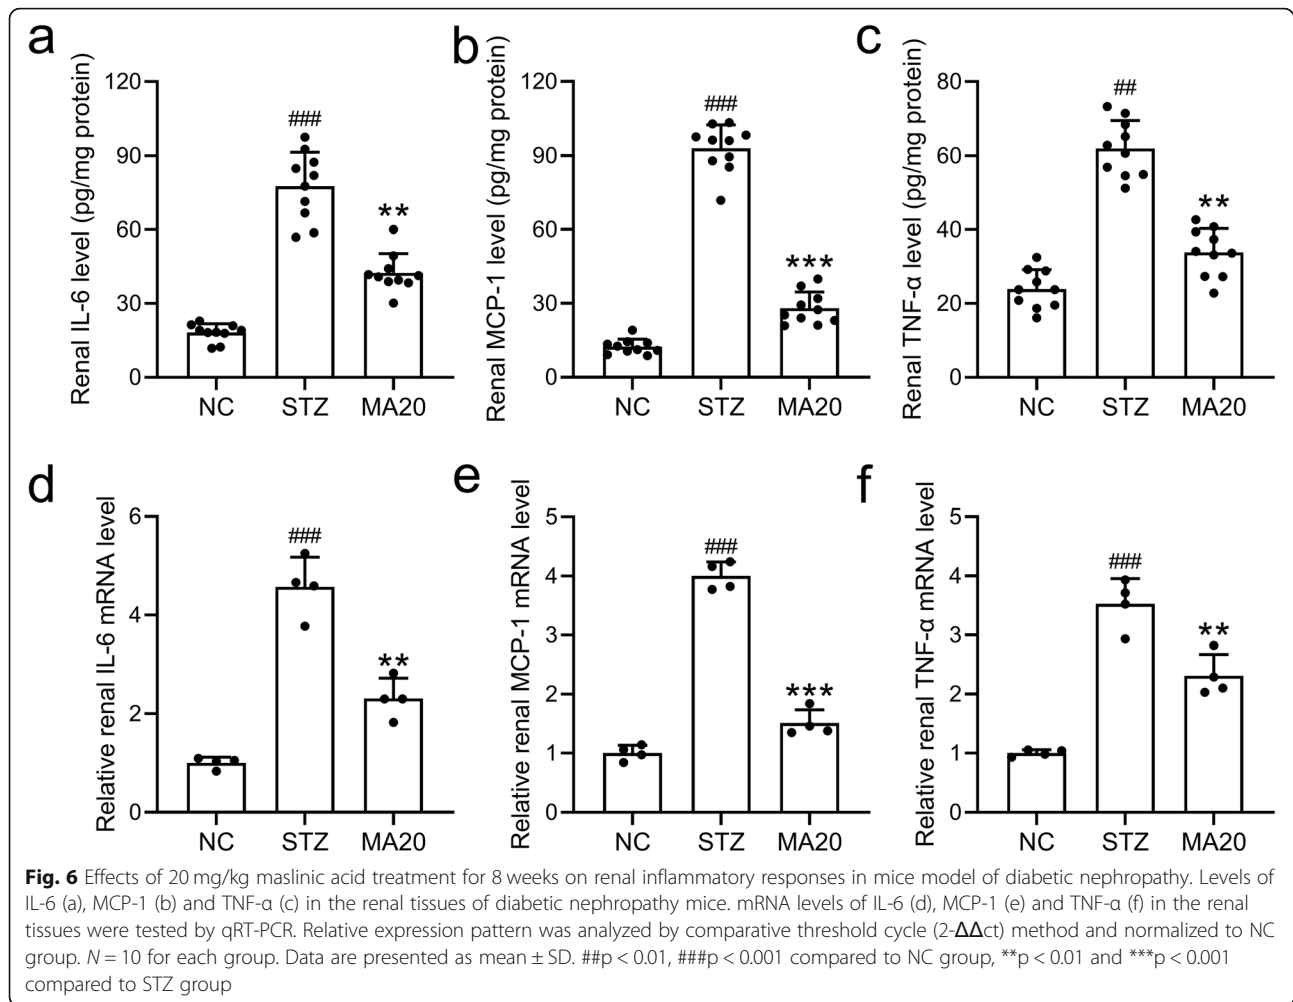 a
Renal IL-6 level (pg/mg protein)
120
90
60
30
0
###
**
NC STZ MA20
b
Renal MCP-1 level (pg/mg protein)
120
90
60
30
0
###
***
NC STZ MA20
c
Renal TNF-α level (pg/mg protein)
80
60
40
20
0
##
**
NC STZ MA20
d
Relative renal IL-6 mRNA level
6
4
2
0
###
**
NC STZ MA20
e
Relative renal MCP-1 mRNA level
5
4
3
2
1
0
###
***
NC STZ MA20
f
Relative renal TNF-α mRNA level
5
4
3
2
1
0
###
**
NC STZ MA20
Fig. 6 Effects of 20 mg/kg maslinic acid treatment for 8 weeks on renal inflammatory responses in mice model of diabetic nephropathy. Levels of
IL-6 (a), MCP-1 (b) and TNF-α (c) in the renal tissues of diabetic nephropathy mice. mRNA levels of IL-6 (d), MCP-1 (e) and TNF-α (f) in the renal
tissues were tested by qRT-PCR. Relative expression pattern was analyzed by comparative threshold cycle (2-ΔΔct) method and normalized to NC
group. N = 10 for each group. Data are presented as mean ± SD. ##p < 0.01, ###p < 0.001 compared to NC group, **p < 0.01 and ***p < 0.001
compared to STZ group